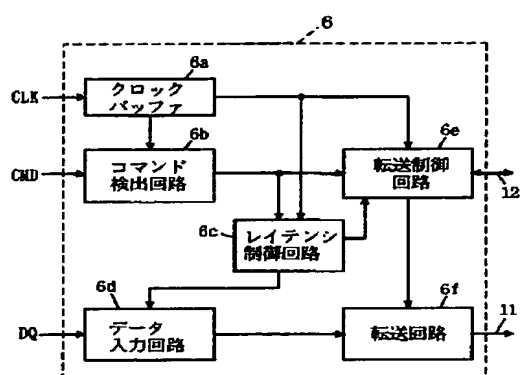 6
6a
CLK
クロック
バッファ
6b
CMD
コマンド
検出回路
6e
転送制御
回路
12
6c
レイテンシ
制御回路
6d
DQ
データ
入力回路
6f
転送回路
11